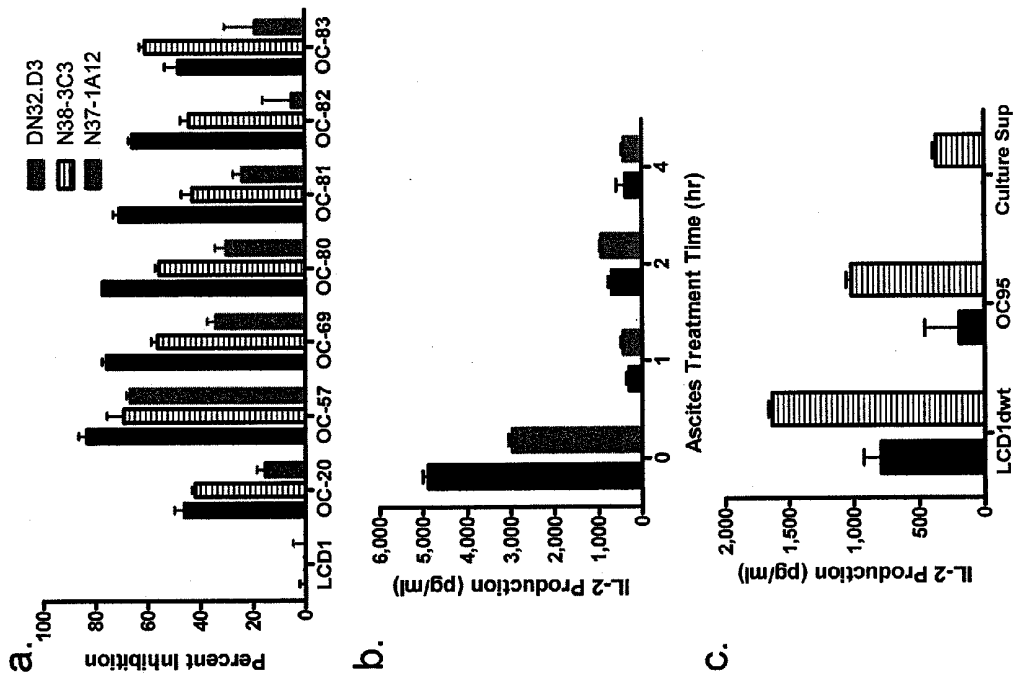 a.
Percent Inhibition
100
80
60
40
20
0
LCD1
OC-20
OC-57
OC-69
OC-80
OC-81
OC-82
OC-83
DN32.D3
N38-3C3
N37-1A12
b.
IL-2 Production (pg/ml)
6,000
5,000
4,000
3,000
2,000
1,000
0
0
1
2
4
Ascites Treatment Time (hr)
c.
IL-2 Production (pg/ml)
2,000
1,500
1,000
500
0
LCD1dwt
OC95
Culture Sup